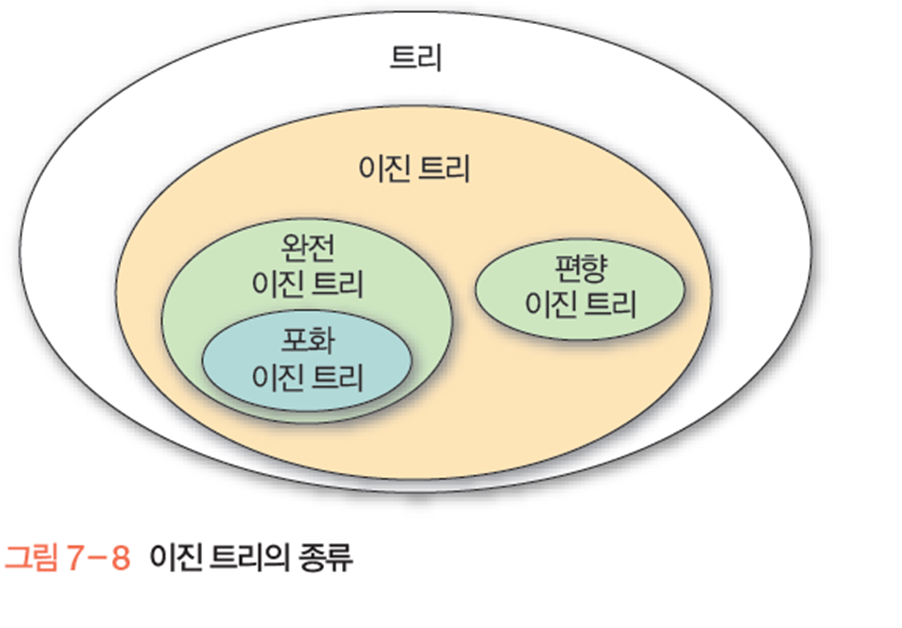 트리
이진 트리
완전
이진 트리
편향
이진 트리
포화
이진 트리
그림 7-8 이진 트리의 종류